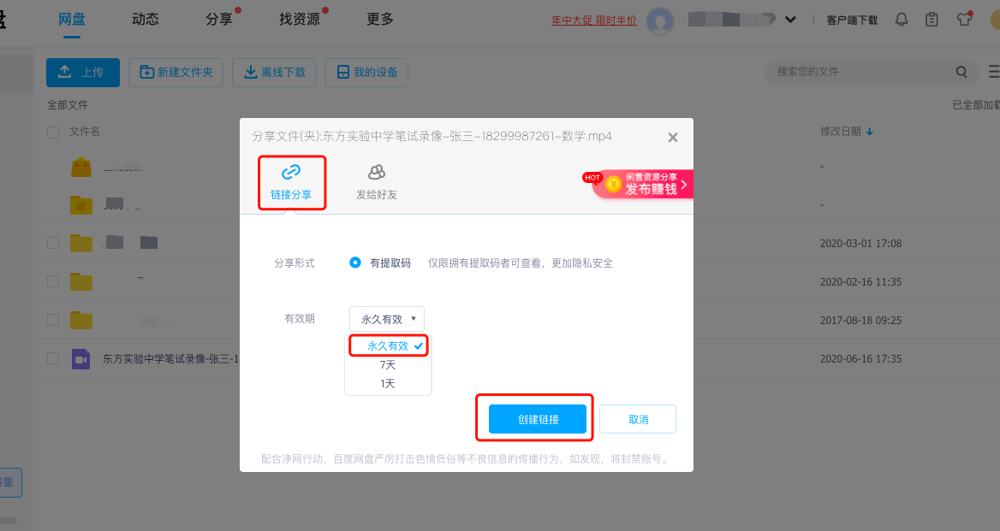 盘
网盘
动态
分享
找资源
更多
年中大促 限时半价
客户端下载
上传
新建文件夹
离线下载
我的设备
搜索您的文件
全部文件
已全部加载
文件名
修改日期
-
-
2020-03-01 17:08
2020-02-16 11:35
2017-08-18 09:25
东方实验中学笔试录像-张三-1
2020-06-16 17:35
分享文件(夹):东方实验中学笔试录像-张三-18299987261-数学.mp4
链接分享
发给好友
HOT
闲置资源分享
发布赚钱
分享形式
有提取码
仅限拥有提取码者可查看，更加隐私安全
有效期
永久有效
永久有效
7天
1天
创建链接
取消
配合净网行动，百度网盘严厉打击色情低俗等不良信息的传播行为，如发现，将封禁账号。
量